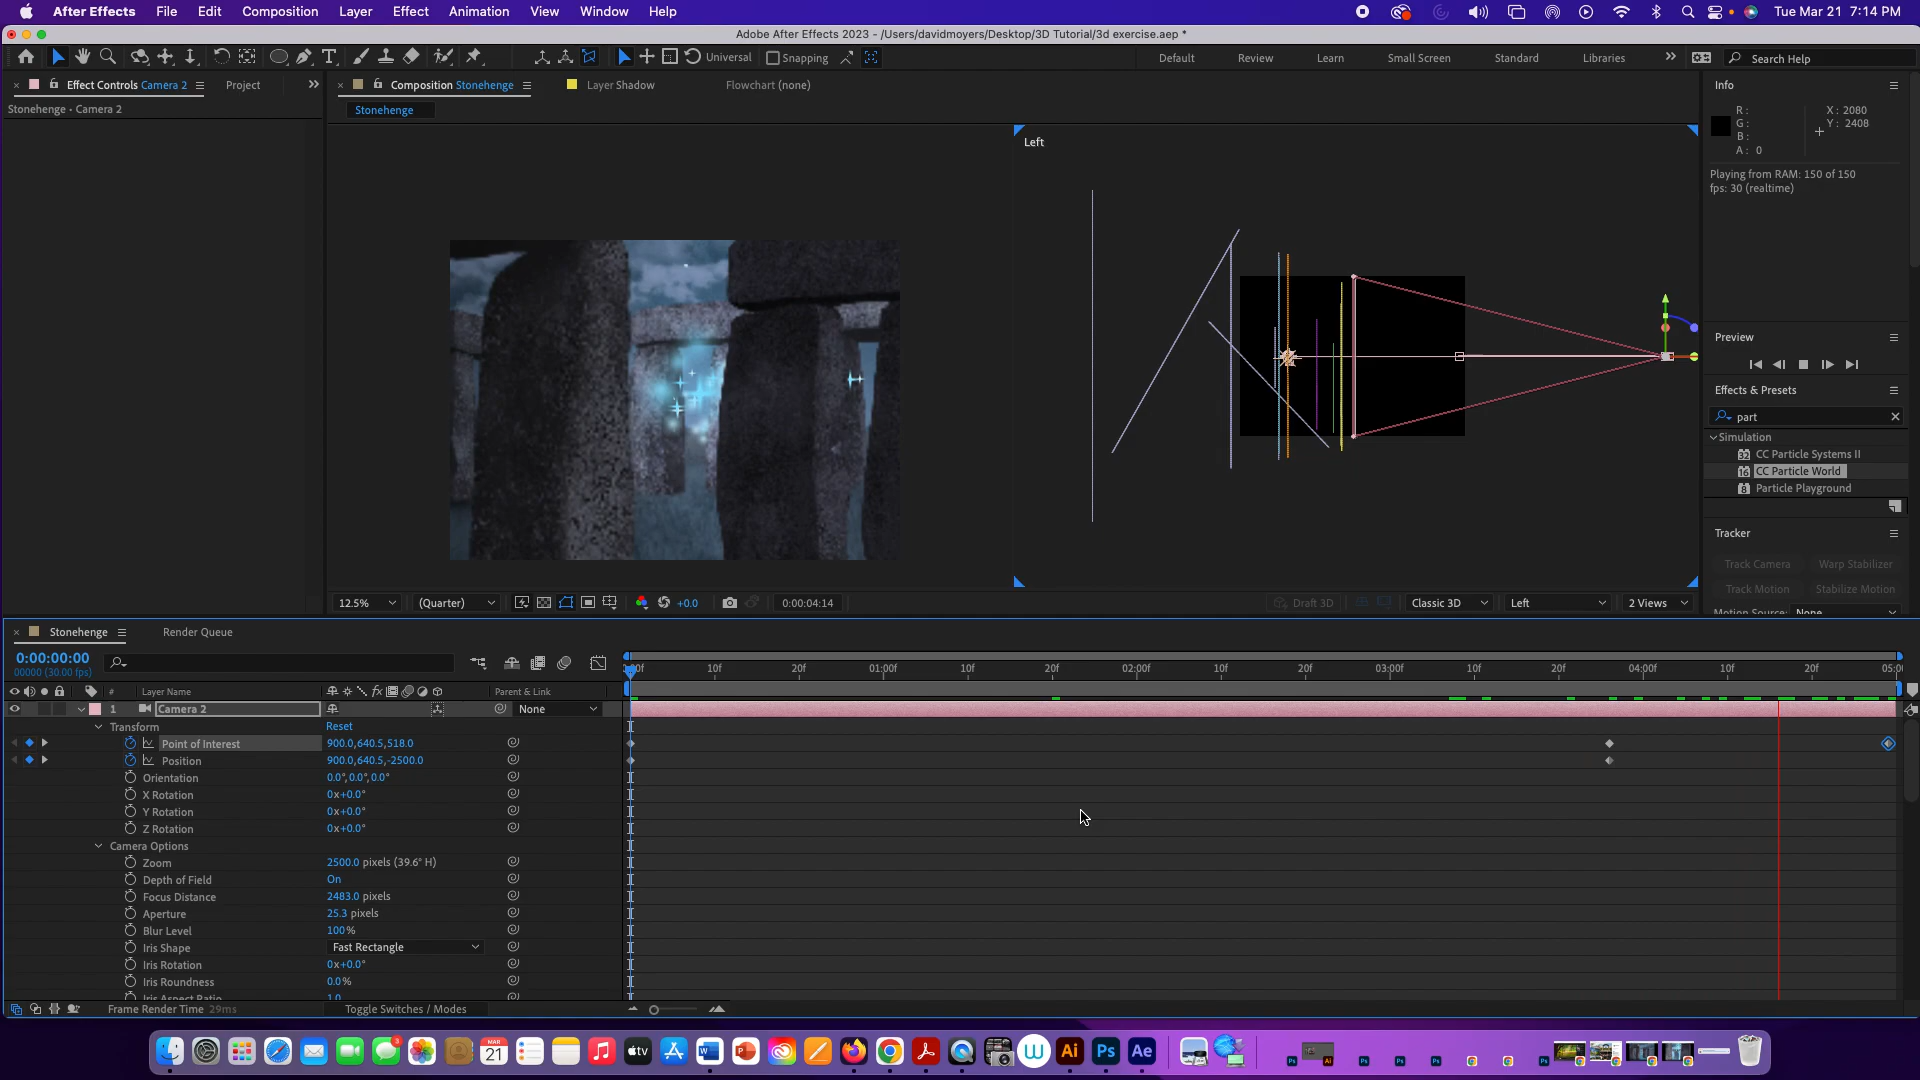 After Effects File Edit Composition Layer Effect Animation View Window Help Tue Mar 21 7:14 PM
Adobe After Effects 2023 - /Users/davidmoyers/Desktop/3D Tutorial/3d exercise.aep *
Universal Snapping Default Review Learn Small Screen Standard Libraries Search Help
Effect Controls Camera 2 Project
Composition Stonehenge Layer Shadow Flowchart (none)
Stonehenge • Camera 2
Stonehenge
Left
Info
R: X: 2080
G: Y: 2408
B:
A: 0
Playing from RAM: 150 of 150
fps: 30 (realtime)
Preview
Effects & Presets
part
Simulation
CC Particle Systems II
CC Particle World
Particle Playground
Tracker
Track Camera Warp Stabilizer
Track Motion Stabilize Motion
Motion Source: None
12.5% (Quarter) +0.0 0:00:04:14 Draft 3D Classic 3D Left 2 Views
Stonehenge Render Queue
0:00:00:00
00000 (30.00 fps)
10f 20f 01:00f 10f 20f 02:00f 10f 20f 03:00f 10f 20f 04:00f 10f 20f
# Layer Name Parent & Link
1 Camera 2 None
Transform Reset
Point of Interest 900.0,640.5,518.0
Position 900.0,640.5,-2500.0
Orientation 0.0°,0.0°,0.0°
X Rotation 0x+0.0°
Y Rotation 0x+0.0°
Z Rotation 0x+0.0°
Camera Options
Zoom 2500.0 pixels (39.6° H)
Depth of Field On
Focus Distance 2483.0 pixels
Aperture 25.3 pixels
Blur Level 100%
Iris Shape Fast Rectangle
Iris Rotation 0x+0.0°
Iris Roundness 0.0%
Iris Aspect Ratio 1.0
Frame Render Time 29ms Toggle Switches / Modes